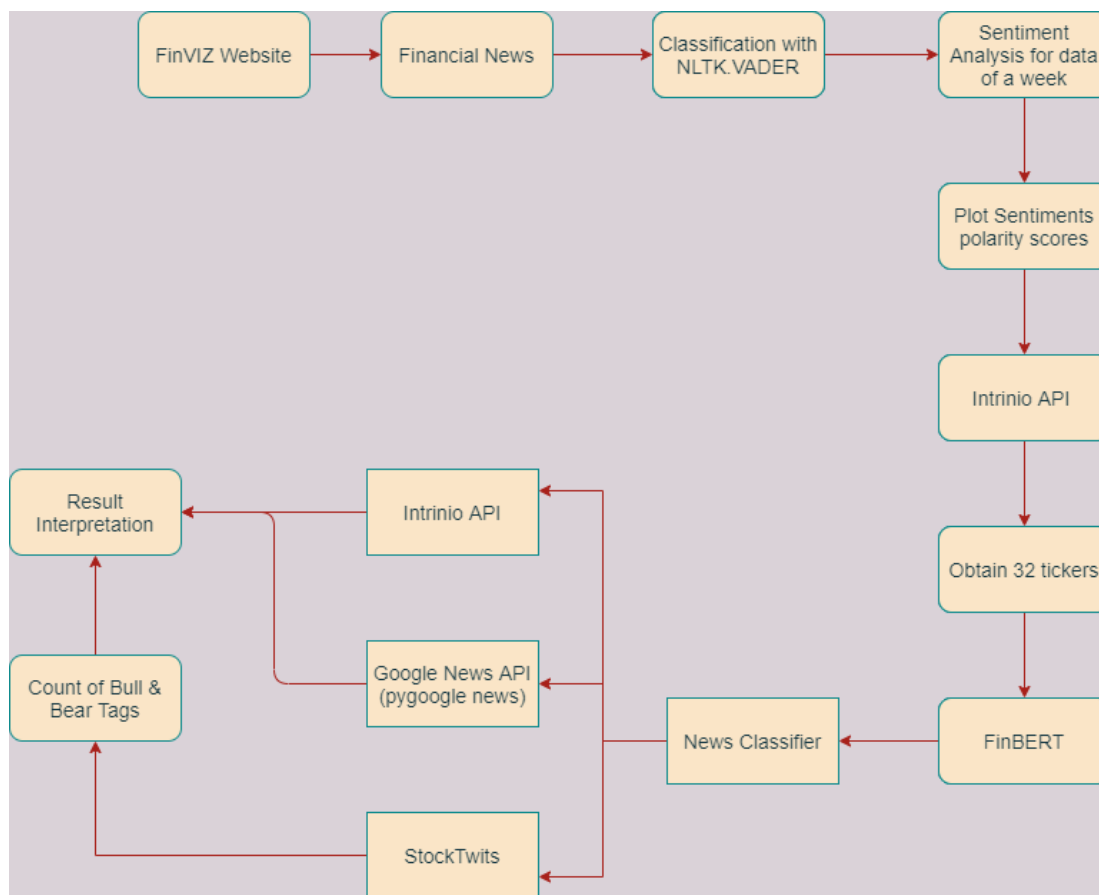 FinVIZ Website
Financial News
Classification with
NLTK.VADER
Sentiment
Analysis for data
of a week
Plot Sentiments
polarity scores
Intrinio API
Obtain 32 tickers
FinBERT
News Classifier
Intrinio API
Google News API
(pygoogle news)
StockTwits
Count of Bull &
Bear Tags
Result
Interpretation